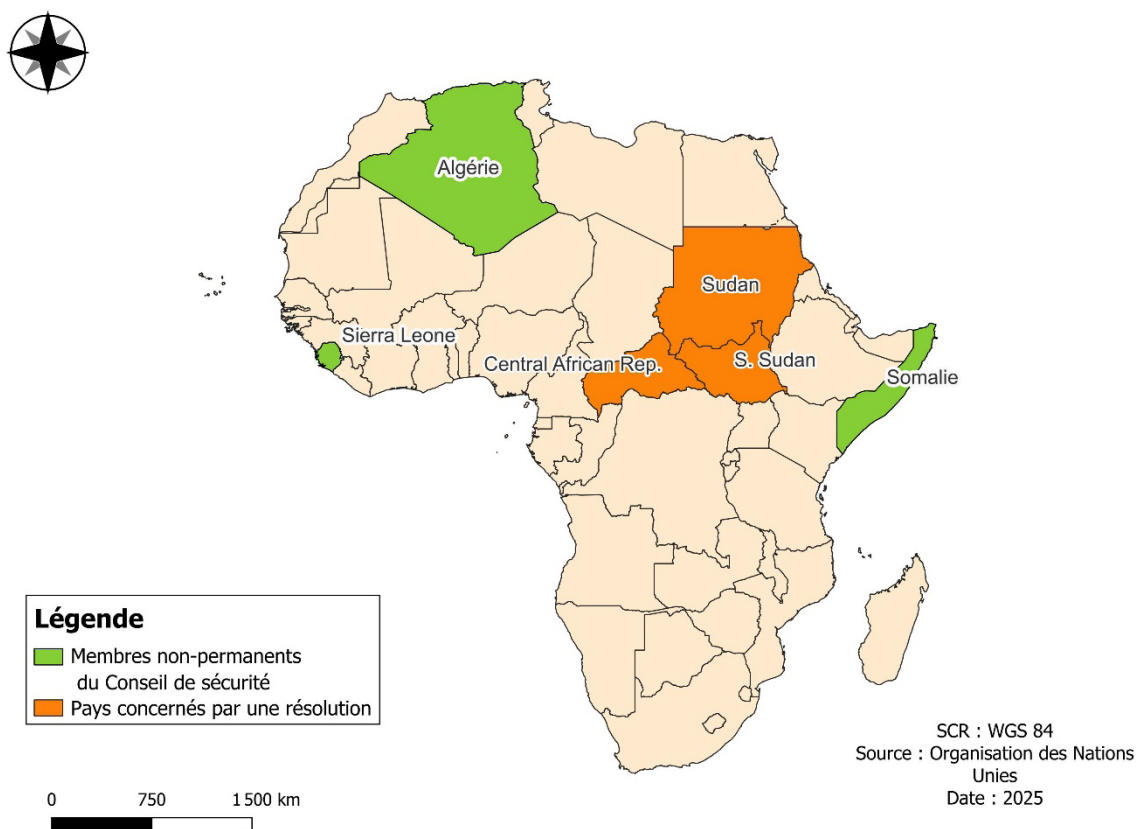 Algérie
Sudan
Sierra Leone
Central African Rep.
S. Sudan
Somalie
Légende
Membres non-permanents
du Conseil de sécurité
Pays concernés par une résolution
SCR : WGS 84
Source : Organisation des Nations
Unies
Date : 2025
0 750 1 500 km